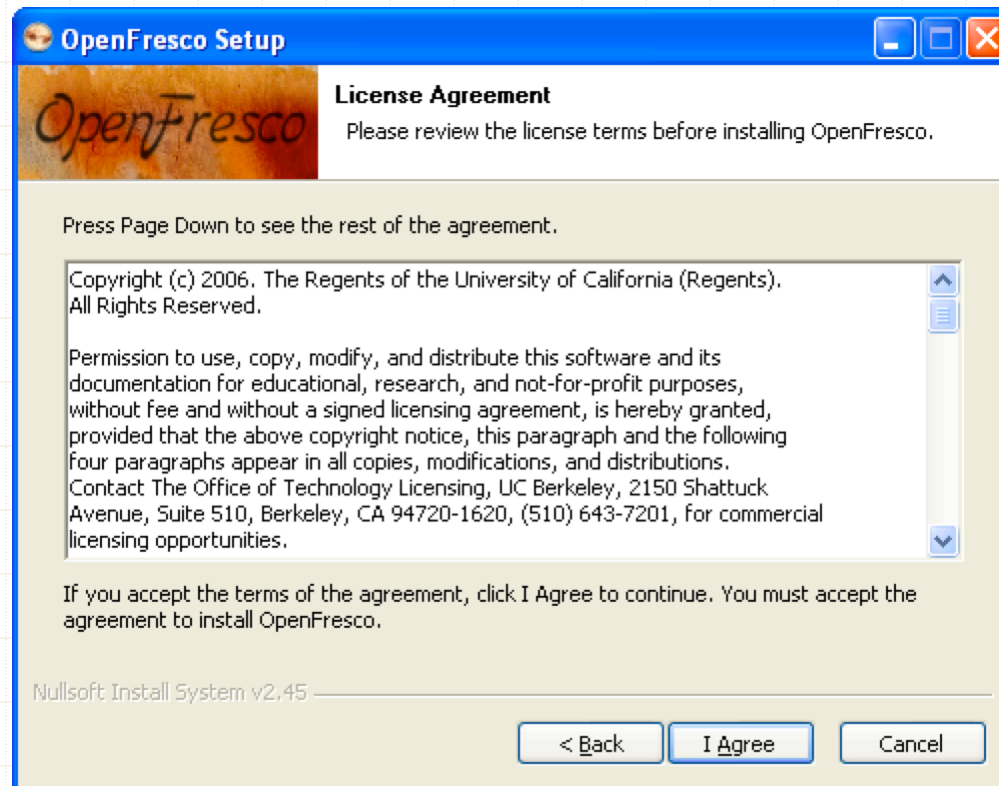 OpenFresco Setup
OpenFresco
License Agreement
Please review the license terms before installing OpenFresco.
Press Page Down to see the rest of the agreement.
Copyright (c) 2006. The Regents of the University of California (Regents).
All Rights Reserved.
Permission to use, copy, modify, and distribute this software and its
documentation for educational, research, and not-for-profit purposes,
without fee and without a signed licensing agreement, is hereby granted,
provided that the above copyright notice, this paragraph and the following
four paragraphs appear in all copies, modifications, and distributions.
Contact The Office of Technology Licensing, UC Berkeley, 2150 Shattuck
Avenue, Suite 510, Berkeley, CA 94720-1620, (510) 643-7201, for commercial
licensing opportunities.
If you accept the terms of the agreement, click I Agree to continue. You must accept the
agreement to install OpenFresco.
Nullsoft Install System v2.45
< Back I Agree Cancel